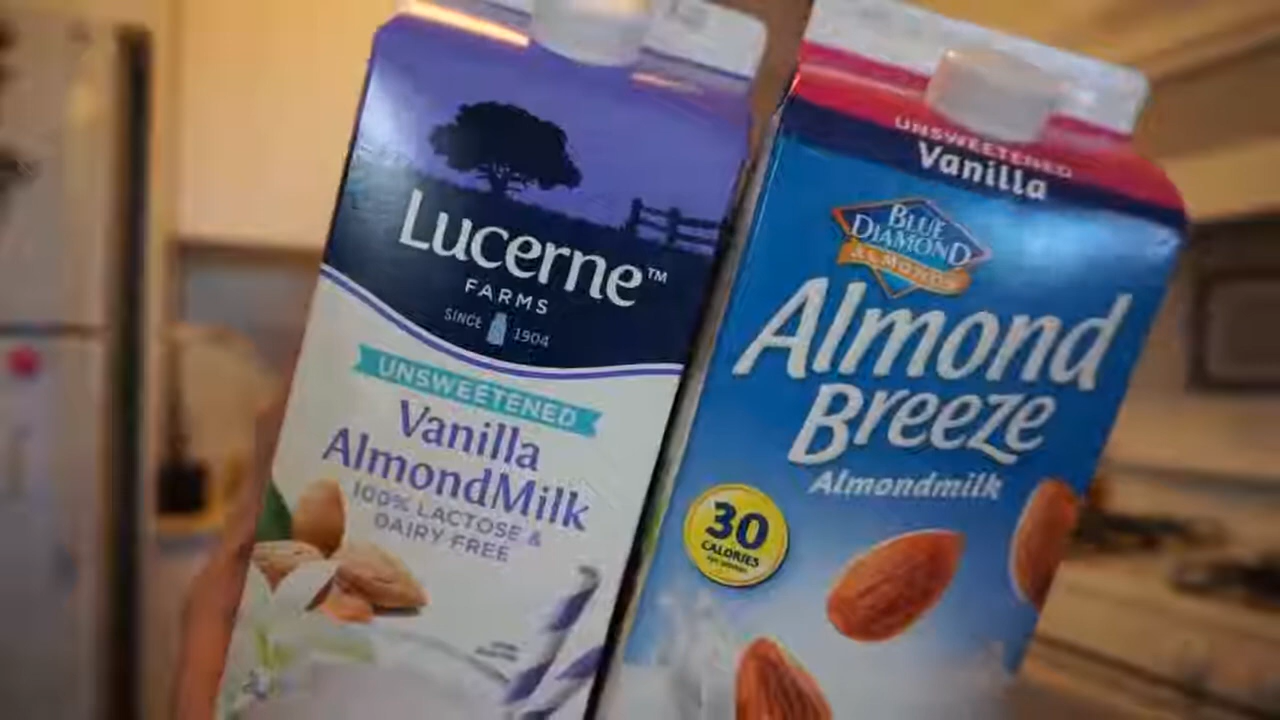 Lucerne™
FARMS
SINCE 1904
UNSWEETENED
Vanilla
AlmondMilk
100% LACTOSE &
DAIRY FREE
UNSWEETENED
Vanilla
BLUE
DIAMOND
ALMONDS
Almond
Breeze
Almondmilk
30
CALORIES